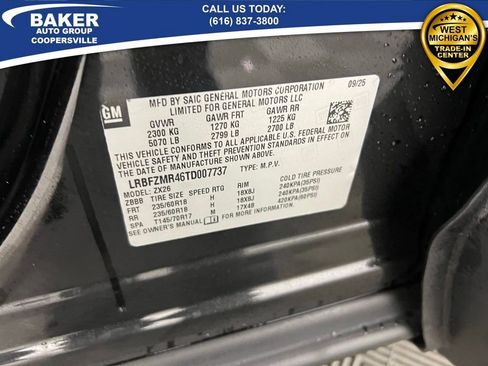 BAKER
AUTO GROUP
COOPERSVILLE
CALL US TODAY:
(616) 837-3800
WEST
MICHIGAN'S
TRADE-IN
CENTER
GM
MFD BY SAIC GENERAL MOTORS CORPORATION
LIMITED FOR GENERAL MOTORS LLC
09/25
GVWR GAWR FRT GAWR RR
2300 KG 1270 KG 1225 KG
5070 LB 2799 LB 2700 LB
THIS VEHICLE CONFORMS TO ALL APPLICABLE U.S. FEDERAL MOTOR
VEHICLE SAFETY AND THEFT PREVENTION STANDARDS IN EFFECT ON
THE DATE OF MANUFACTURE SHOWN ABOVE.
LRBFZMR46TD007737 TYPE: M.P.V.
MODEL: ZX26
ZBBB TIRE SIZE SPEED RTG RIM COLD TIRE PRESSURE
FRT 235/60R18 H 18X8J 240KPA(35PSI)
RR 235/60R18 H 18X8J 240KPA(35PSI)
SPA T145/70R17 M 17X4B 420KPA(60PSI)
SEE OWNER'S MANUAL FOR MORE INFORMATION.